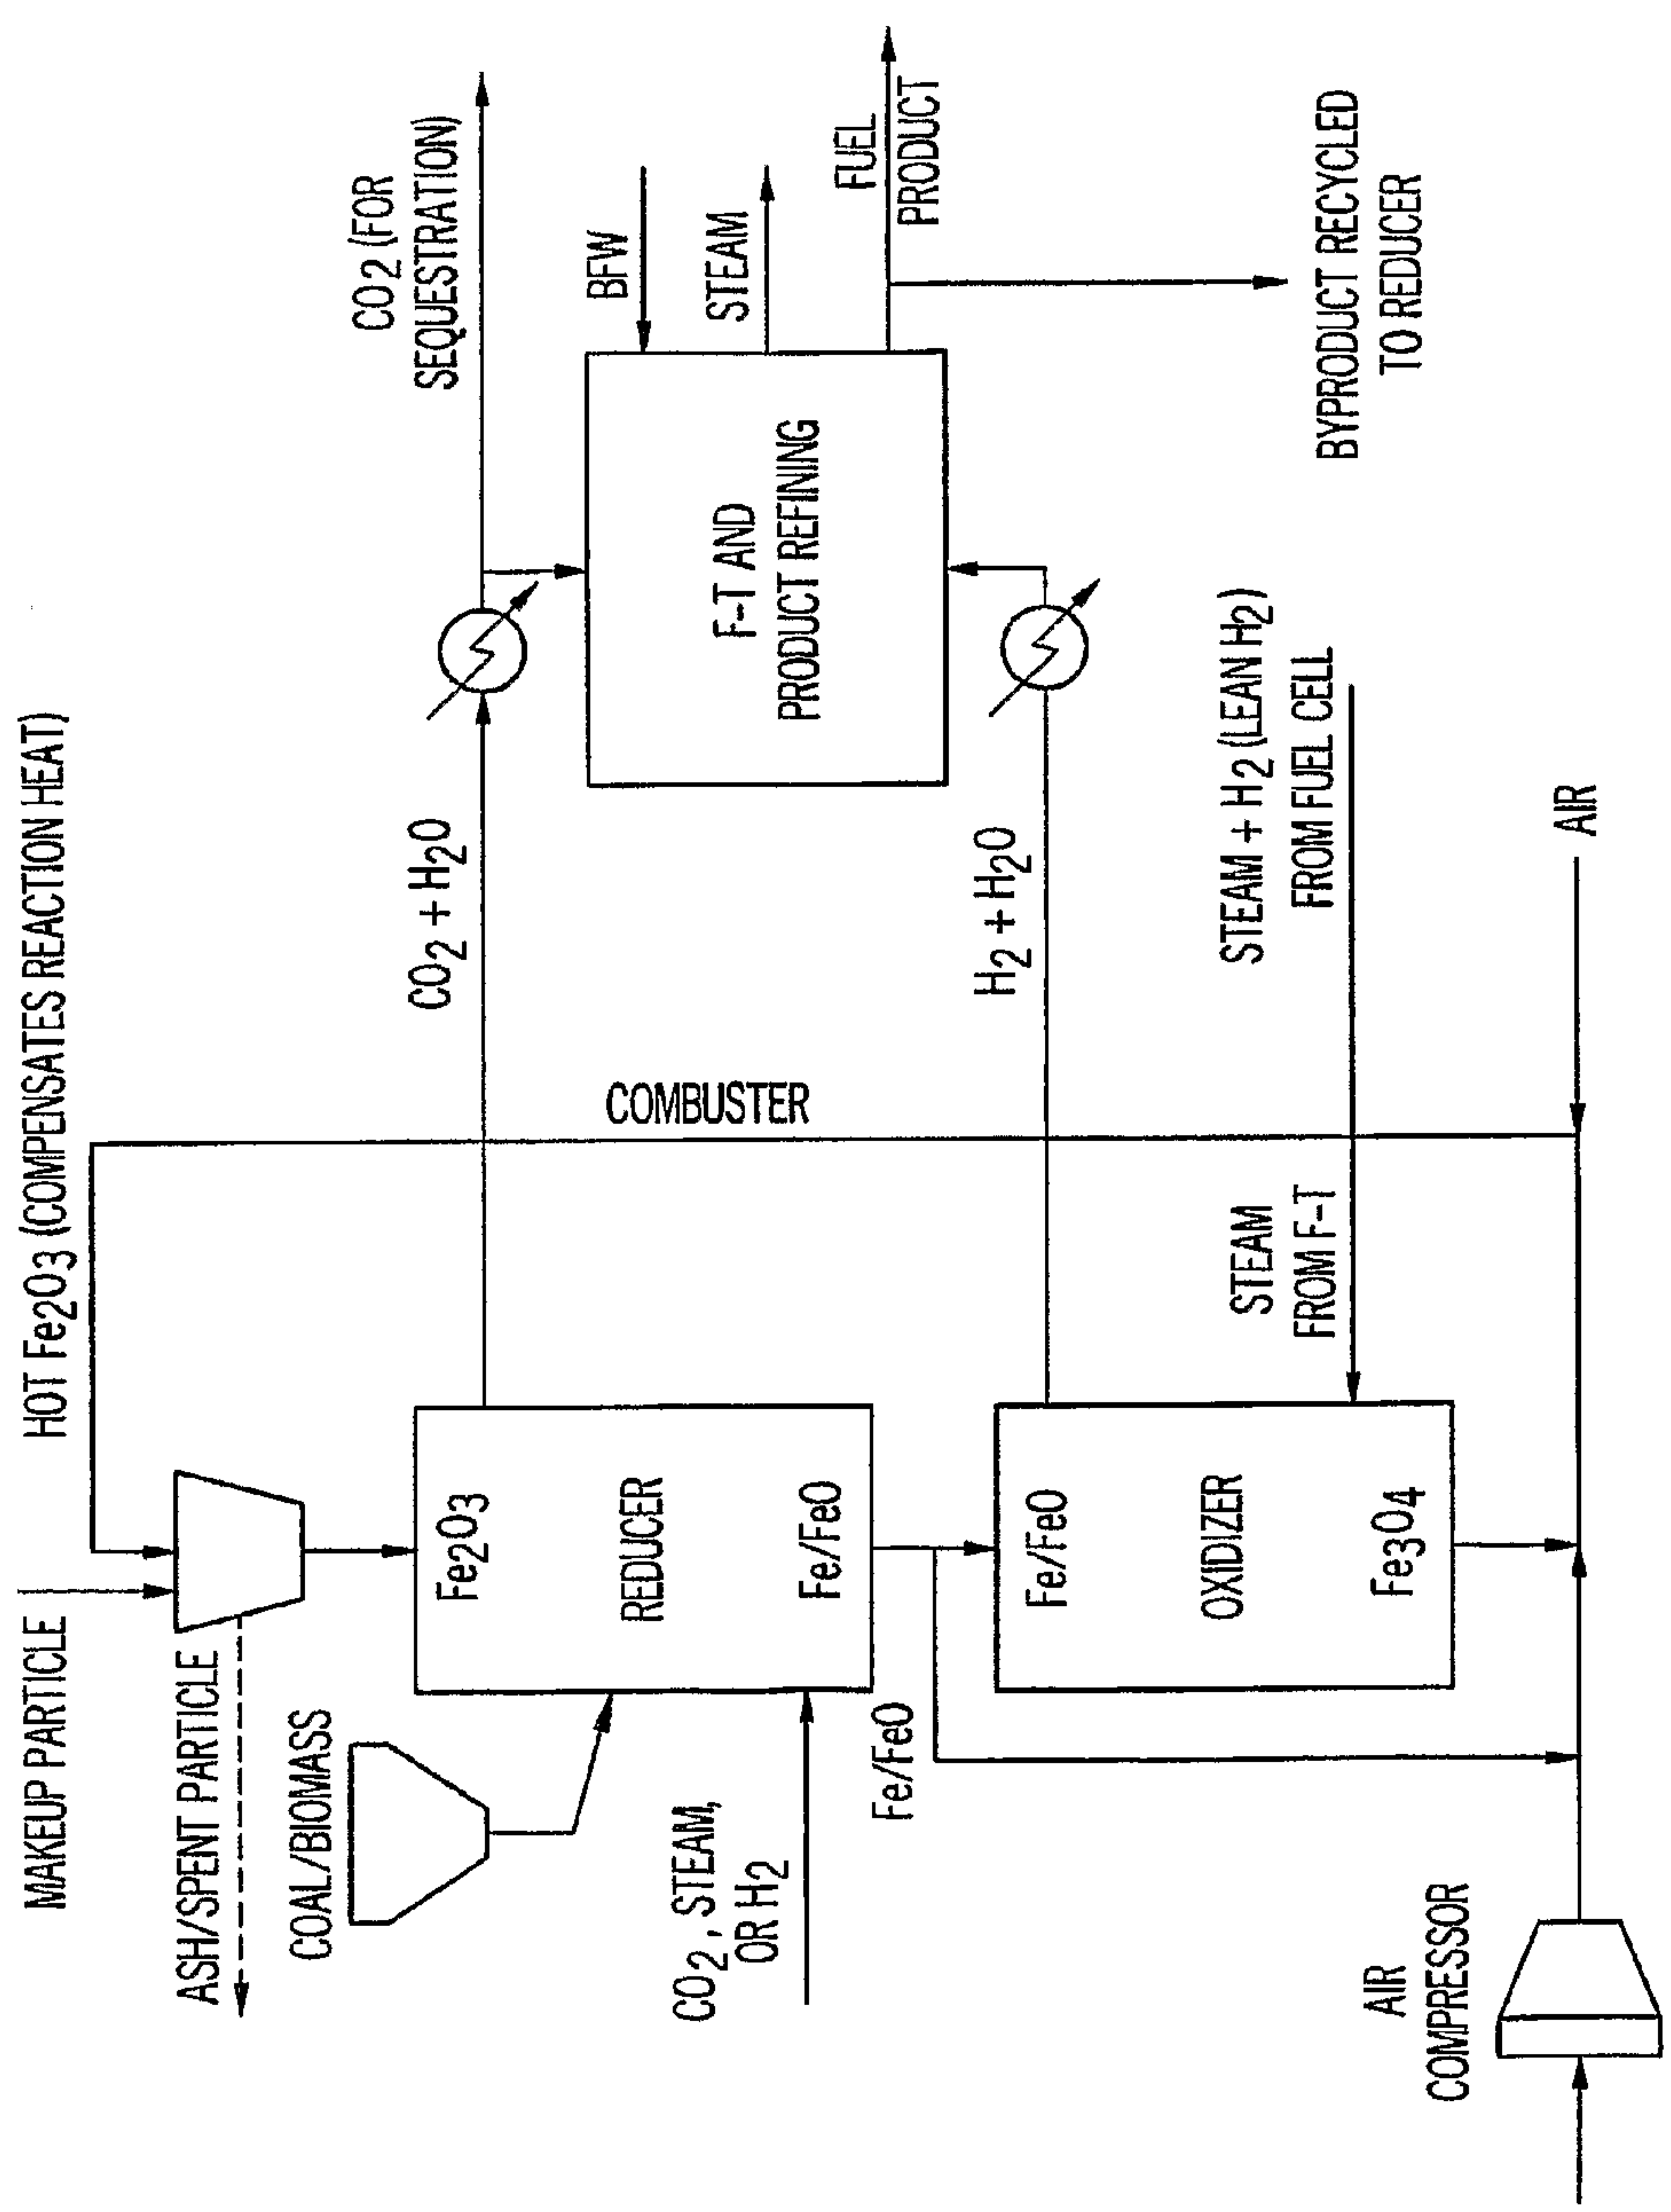 HOT Fe2O3 (COMPENSATES REACTION HEAT)
MAKEUP PARTICLE
ASH/SPENT PARTICLE
COAL/BIOMASS
CO2, STEAM,
OR H2
Fe2O3
REDUCER
Fe/FeO
Fe/FeO
Fe/FeO
OXIDIZER
Fe3O4
AIR
COMPRESSOR
COMBUSTER
STEAM
FROM F-T
STEAM + H2 (LEAN H2)
FROM FUEL CELL
AIR
CO2 + H2O
H2 + H2O
F-T AND
PRODUCT REFINING
CO2 (FOR
SEQUESTRATION)
BFW
STEAM
FUEL
PRODUCT
BYPRODUCT RECYCLED
TO REDUCER